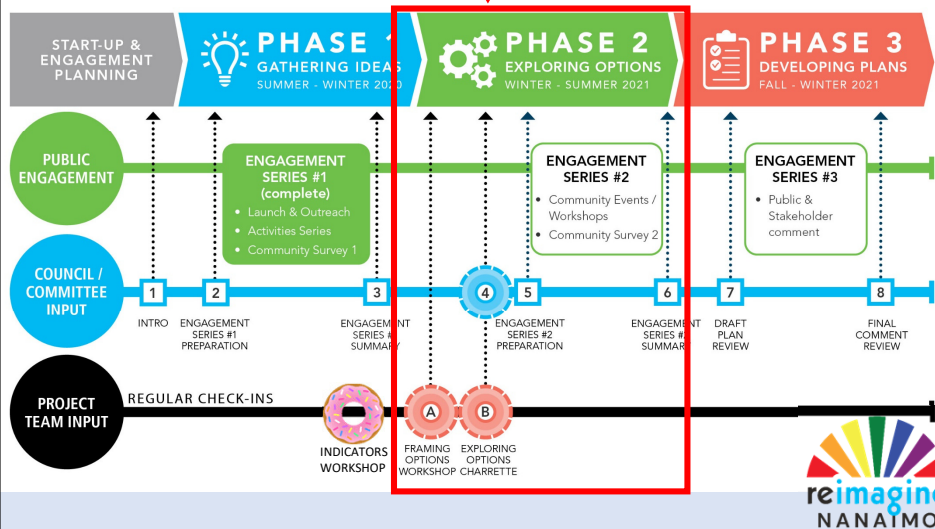 START-UP &
ENGAGEMENT
PLANNING
PHASE 1
GATHERING IDEAS
SUMMER - WINTER 2020
PHASE 2
EXPLORING OPTIONS
WINTER - SUMMER 2021
PHASE 3
DEVELOPING PLANS
FALL - WINTER 2021
PUBLIC
ENGAGEMENT
ENGAGEMENT
SERIES #1
(complete)
• Launch & Outreach
• Activities Series
• Community Survey 1
ENGAGEMENT
SERIES #2
• Community Events /
Workshops
• Community Survey 2
ENGAGEMENT
SERIES #3
• Public &
Stakeholder
comment
COUNCIL /
COMMITTEE
INPUT
1
INTRO
2
ENGAGEMENT
SERIES #1
PREPARATION
3
ENGAGEMENT
SERIES #
SUMMARY
4
5
ENGAGEMENT
SERIES #2
PREPARATION
6
ENGAGEMENT
SERIES #
SUMMARY
7
DRAFT
PLAN
REVIEW
8
FINAL
COMMENT
REVIEW
PROJECT
TEAM INPUT
REGULAR CHECK-INS
INDICATORS
WORKSHOP
A
FRAMING
OPTIONS
WORKSHOP
B
EXPLORING
OPTIONS
CHARRETTE
reimagine
NANAIMO